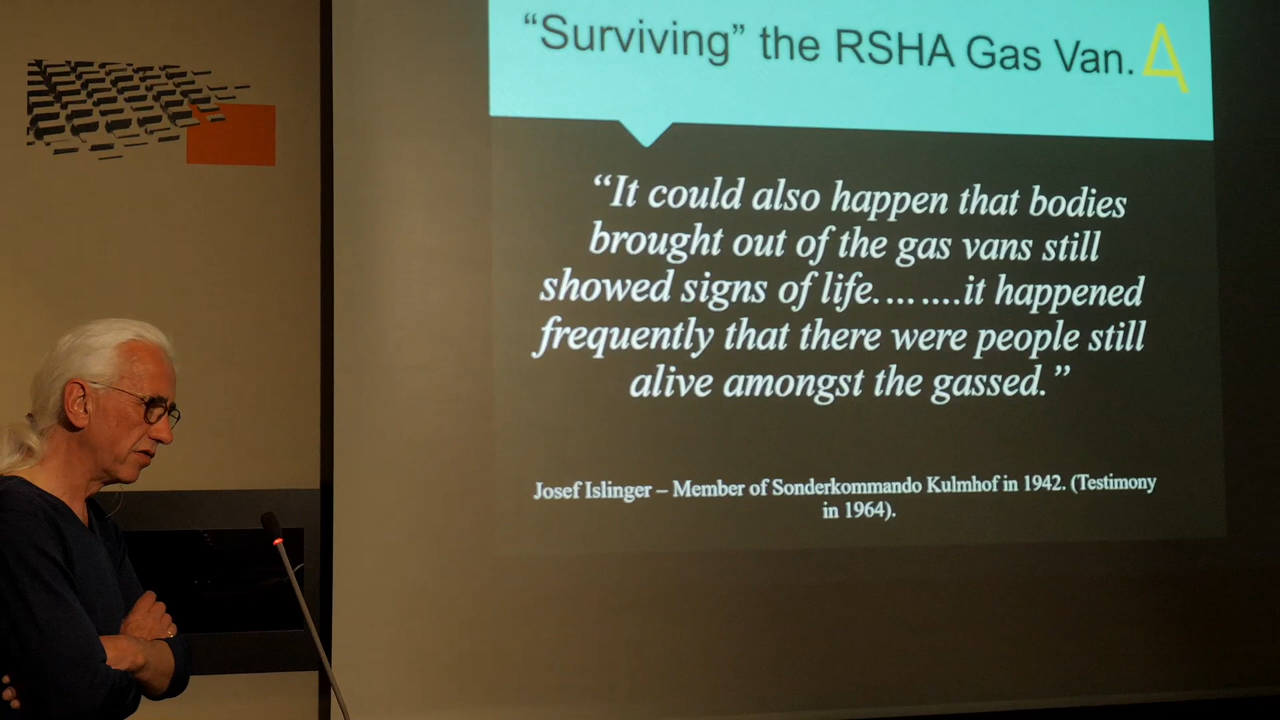 “Surviving” the RSHA Gas Van.
“It could also happen that bodies
brought out of the gas vans still
showed signs of life……..it happened
frequently that there were people still
alive amongst the gassed.”
Josef Islinger – Member of Sonderkommando Kulmhof in 1942. (Testimony
in 1964).